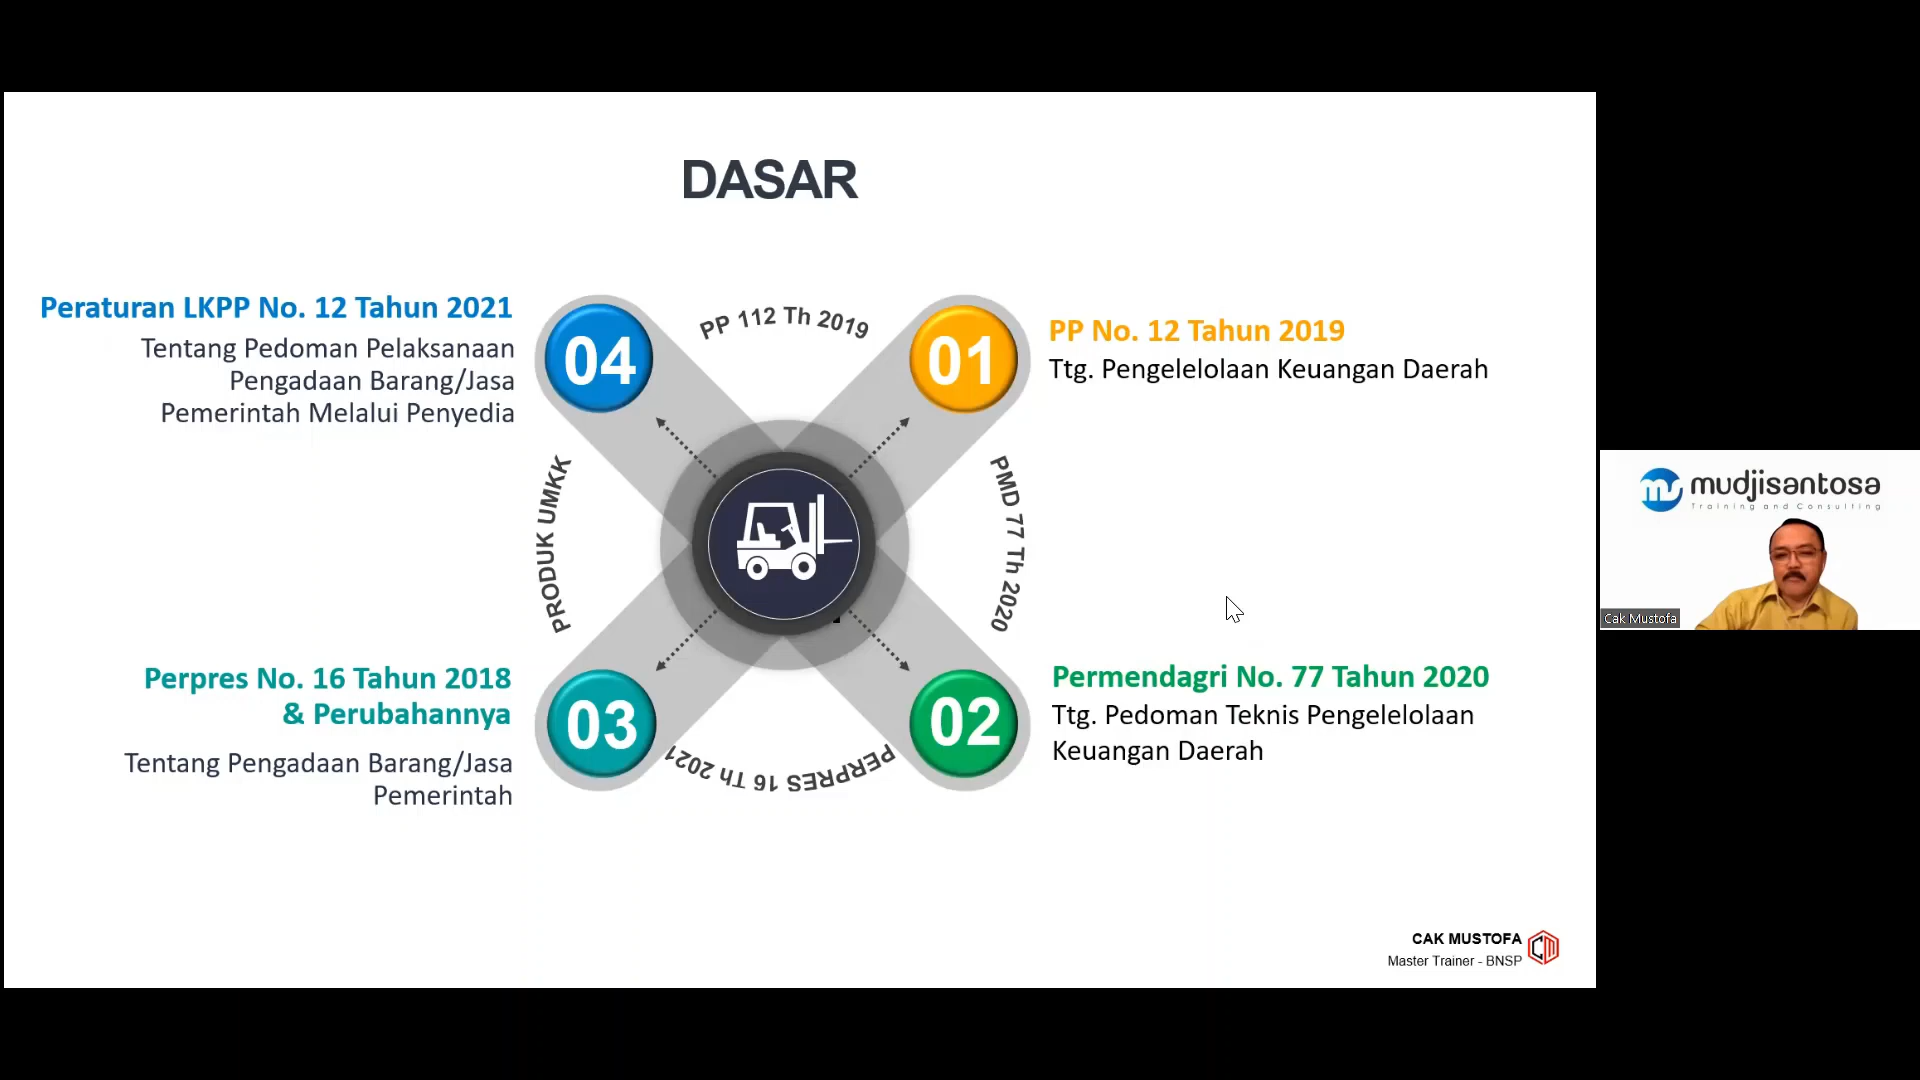 DASAR
Peraturan LKPP No. 12 Tahun 2021
Tentang Pedoman Pelaksanaan
Pengadaan Barang/Jasa
Pemerintah Melalui Penyedia
04
PP 112 Th 2019
01
PP No. 12 Tahun 2019
Ttg. Pengelelolaan Keuangan Daerah
PRODUK UMKK
PMD 77 Th 2020
Perpres No. 16 Tahun 2018
& Perubahannya
Tentang Pengadaan Barang/Jasa
Pemerintah
03
PERPRES 16 Th 2021
02
Permendagri No. 77 Tahun 2020
Ttg. Pedoman Teknis Pengelelolaan
Keuangan Daerah
CAK MUSTOFA
Master Trainer - BNSP
CM
mudjisantosa
Training and Consulting
Cak Mustofa